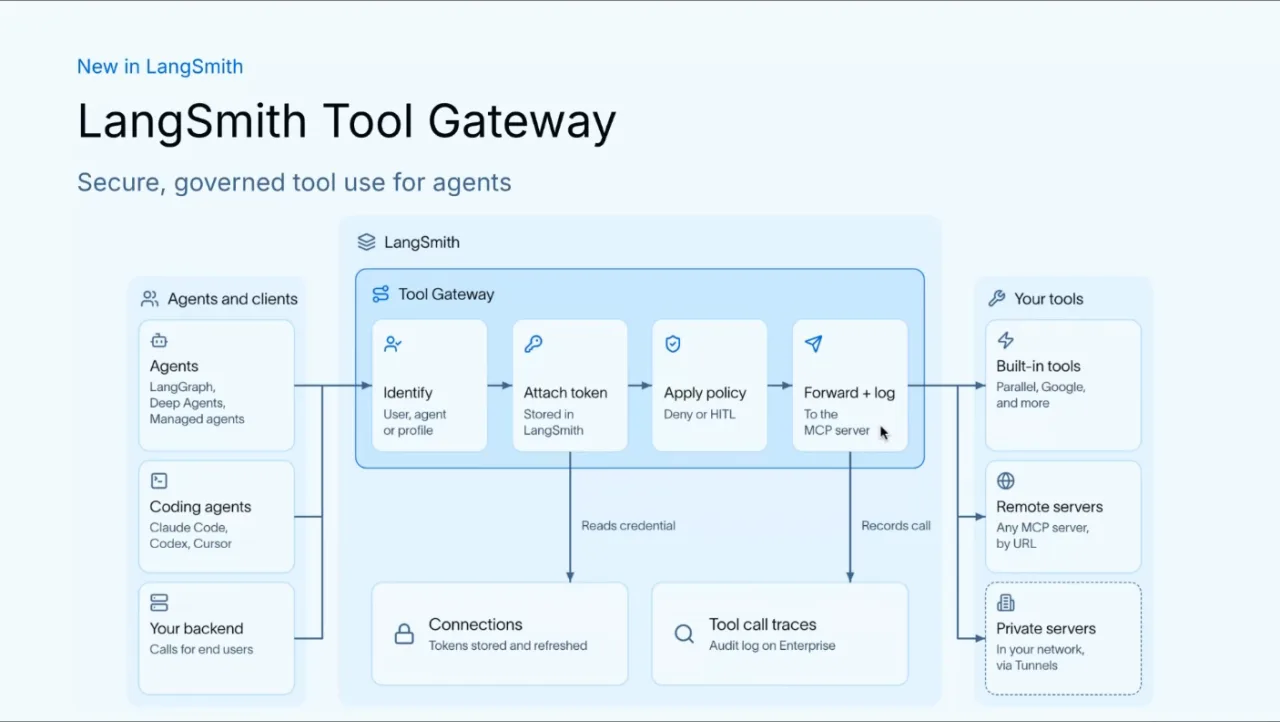 New in LangSmith
LangSmith Tool Gateway
Secure, governed tool use for agents
Agents and clients
Agents
LangGraph,
Deep Agents,
Managed agents
Coding agents
Claude Code,
Codex, Cursor
Your backend
Calls for end users
LangSmith
Tool Gateway
Identify
User, agent
or profile
Attach token
Stored in
LangSmith
Apply policy
Deny or HITL
Forward + log
To the
MCP server
Reads credential
Records call
Connections
Tokens stored and refreshed
Tool call traces
Audit log on Enterprise
Your tools
Built-in tools
Parallel, Google,
and more
Remote servers
Any MCP server,
by URL
Private servers
In your network,
via Tunnels